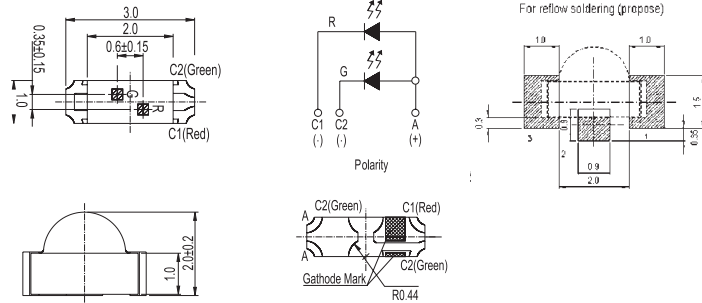 3.0
2.0
0.6±0.15
0.35±0.15
1.0
C2(Green)
G
R
C1(Red)
R
G
C1
C2
A
(-)
(-)
(+)
Polarity
For reflow soldering (propose)
1.0
1.0
1.5
0.3
0.9
0.35
3
2
1
0.9
2.0
1.0
2.0±0.2
C2(Green)
C1(Red)
A
A
C2(Green)
Gathode Mark
R0.44